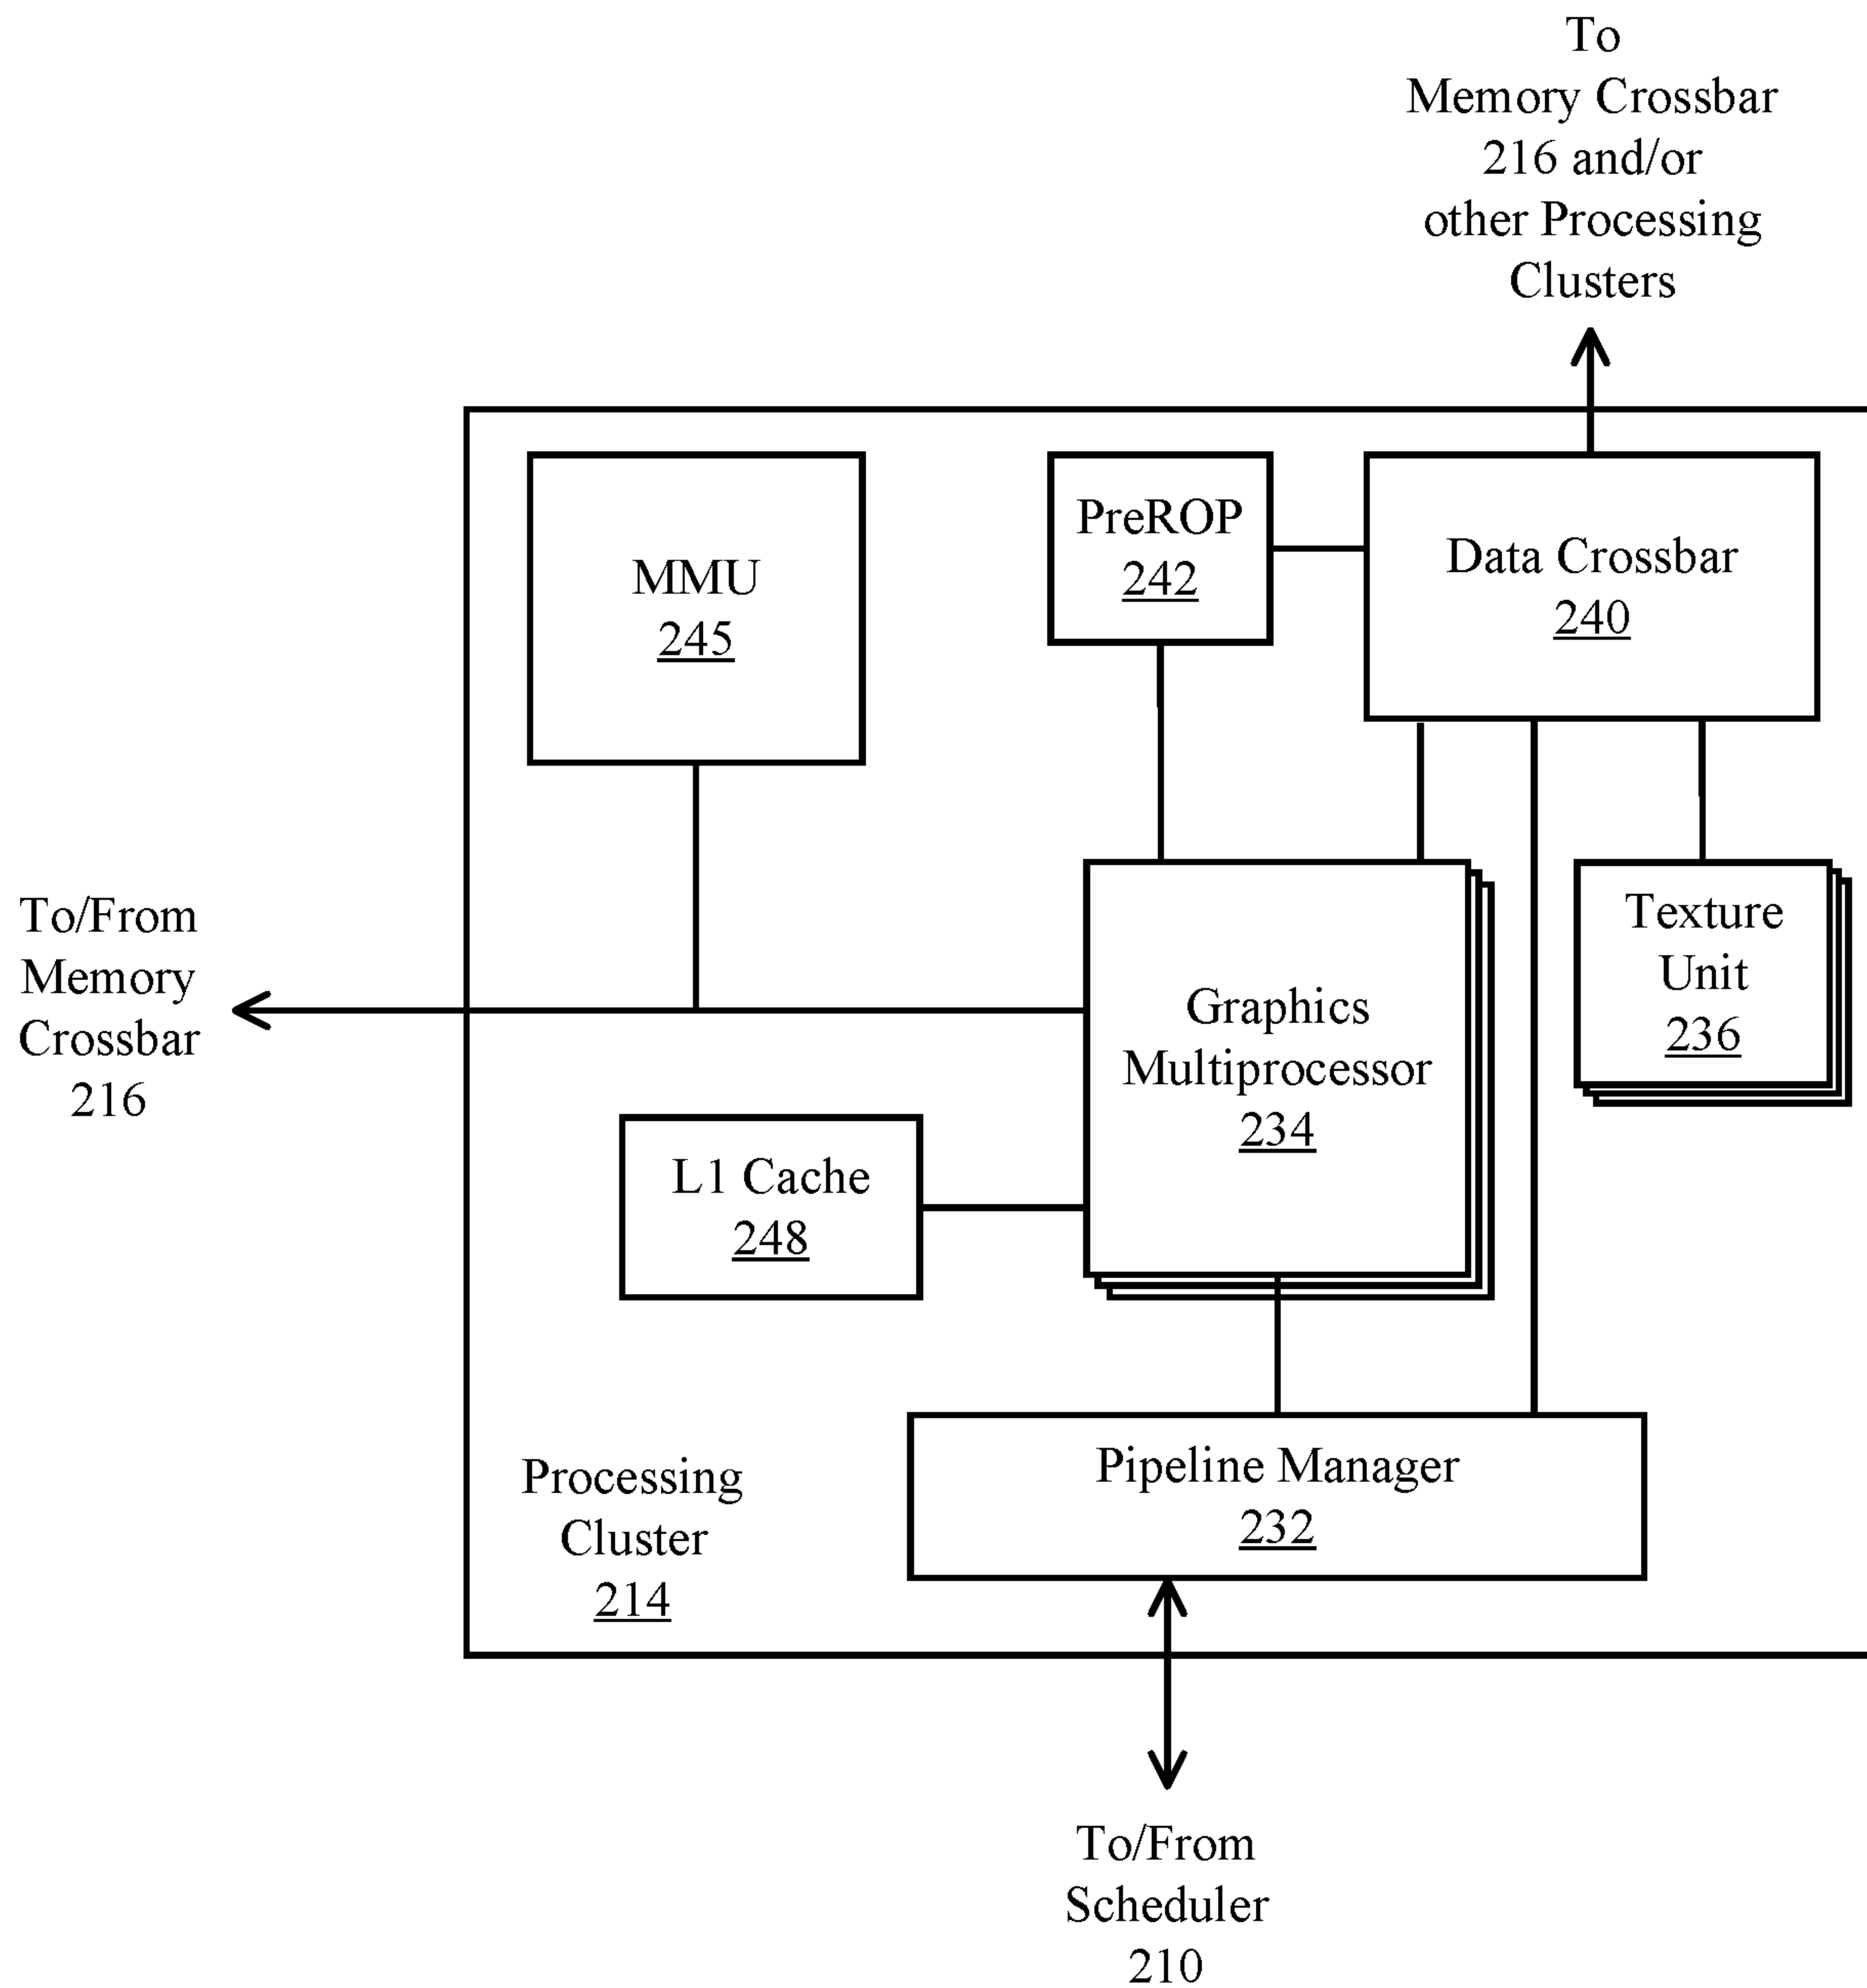 To
Memory Crossbar
216 and/or
other Processing
Clusters
MMU
245
PreROP
242
Data Crossbar
240
To/From
Memory
Crossbar
216
Graphics
Multiprocessor
234
Texture
Unit
236
L1 Cache
248
Processing
Cluster
214
Pipeline Manager
232
To/From
Scheduler
210